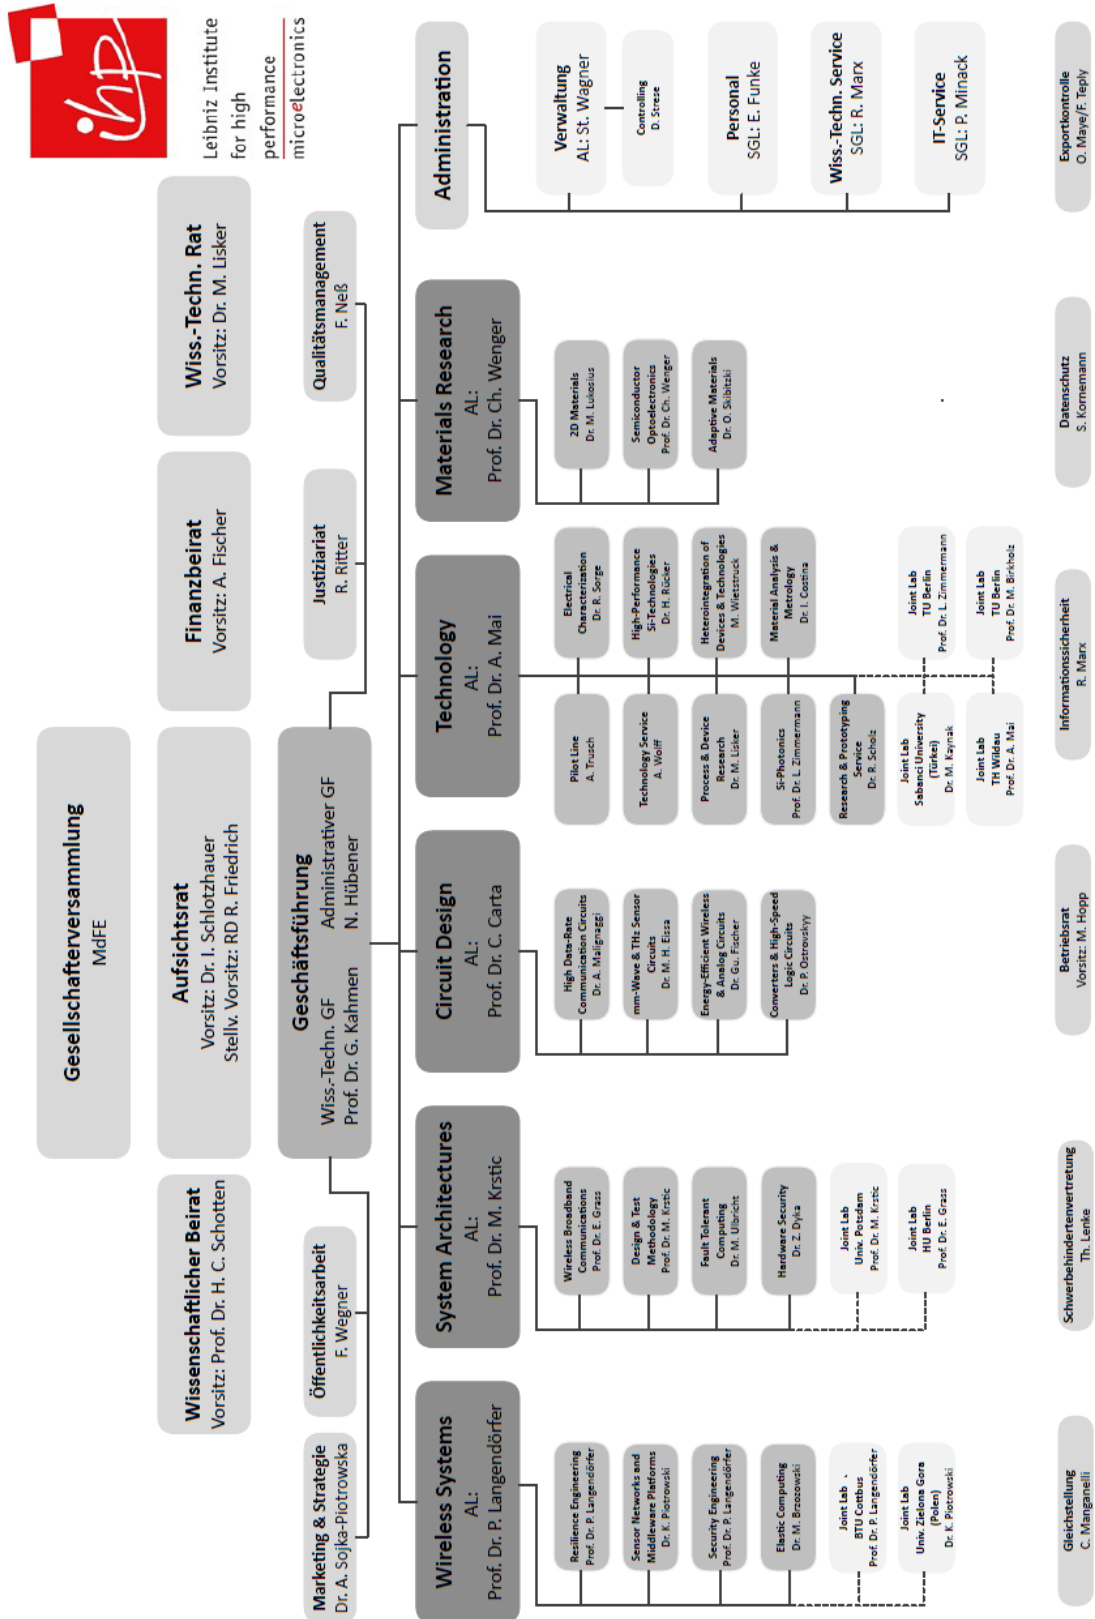 ihp
Leibniz Institute
for high
performance
microelectronics
Gesellschafterversammlung
MdFE
Wissenschaftlicher Beirat
Vorsitz: Prof. Dr. H. C. Schotten
Aufsichtsrat
Vorsitz: Dr. I. Schlotzhauer
Stellv. Vorsitz: RD R. Friedrich
Finanzbeirat
Vorsitz: A. Fischer
Wiss.-Techn. Rat
Vorsitz: Dr. M. Lisker
Marketing & Strategie
Dr. A. Sojka-Piotrowska
Öffentlichkeitsarbeit
F. Wegner
Geschäftsführung
Wiss.-Techn. GF
Administrativer GF
Prof. Dr. G. Kahmen
N. Hübener
Justiziariat
R. Ritter
Qualitätsmanagement
F. Neß
Wireless Systems
AL:
Prof. Dr. P. Langendörfer
Resilience Engineering
Prof. Dr. P. Langendörfer
Sensor Networks and
Middleware Platforms
Dr. K. Piotrowski
Security Engineering
Prof. Dr. P. Langendörfer
Elastic Computing
Dr. M. Brzozowski
Joint Lab
BTU Cottbus
Prof. Dr. P. Langendörfer
Joint Lab
Univ. Zielona Gora
(Polen)
Dr. K. Piotrowski
System Architectures
AL:
Prof. Dr. M. Krstic
Wireless Broadband
Communications
Prof. Dr. E. Grass
Design & Test
Methodology
Prof. Dr. M. Krstic
Fault Tolerant
Computing
Dr. M. Ulbricht
Hardware Security
Dr. Z. Dyka
Joint Lab
Univ. Potsdam
Prof. Dr. M. Krstic
Joint Lab
HU Berlin
Prof. Dr. E. Grass
Circuit Design
AL:
Prof. Dr. C. Carta
High Data-Rate
Communication Circuits
Dr. A. Malignaggi
mm-Wave & THz Sensor
Circuits
Dr. M. H. Eissa
Energy-Efficient Wireless
& Analog Circuits
Dr. Gu. Fischer
Converters & High-Speed
Logic Circuits
Dr. P. Ostrovskyy
Technology
AL:
Prof. Dr. A. Mai
Pilot Line
A. Trusch
Electrical
Characterization
Dr. R. Sorge
Technology Service
A. Wolff
High-Performance
Si-Technologies
Dr. H. Rücker
Process & Device
Research
Dr. M. Lisker
Heterointegration of
Devices & Technologies
M. Wietstruck
Si-Photonics
Prof. Dr. L. Zimmermann
Material Analysis &
Metrology
Dr. I. Costina
Research & Prototyping
Service
Dr. R. Scholz
Joint Lab
Sabanci University
(Türkei)
Dr. M. Kaynak
Joint Lab
TU Berlin
Prof. Dr. L. Zimmermann
Joint Lab
TH Wildau
Prof. Dr. A. Mai
Joint Lab
TU Berlin
Prof. Dr. M. Birkholz
Materials Research
AL:
Prof. Dr. Ch. Wenger
2D Materials
Dr. M. Lukosius
Semiconductor
Optoelectronics
Prof. Dr. Ch. Wenger
Adaptive Materials
Dr. O. Skibitzki
Administration
Verwaltung
AL: St. Wagner
Controlling
D. Strese
Personal
SGL: E. Funke
Wiss.-Techn. Service
SGL: R. Marx
IT-Service
SGL: P. Minack
Gleichstellung
C. Manganelli
Schwerbehindertenvertretung
Th. Lenke
Betriebsrat
Vorsitz: M. Hopp
Informationssicherheit
R. Marx
Datenschutz
S. Kornemann
Exportkontrolle
O. Maye/F. Teply